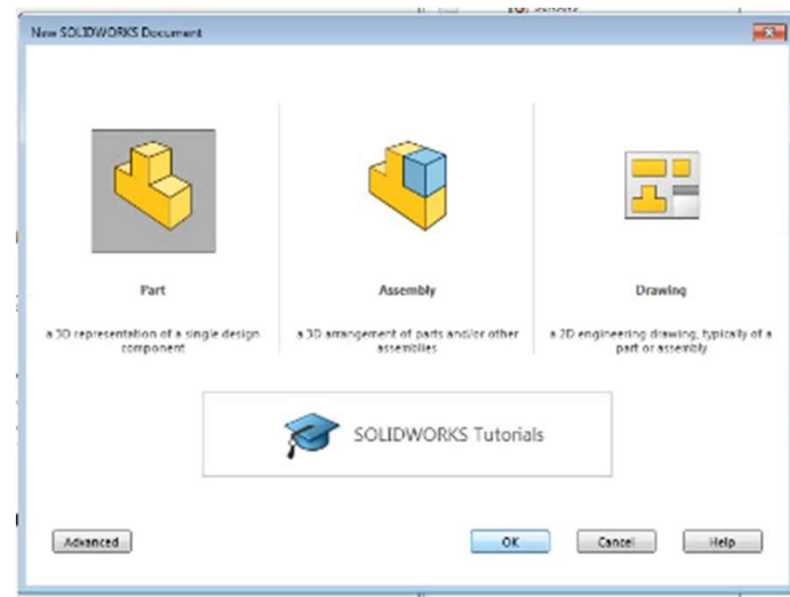 New SOLIDWORKS Document
Part
a 3D representation of a single design
component
Assembly
a 3D arrangement of parts and/or other
assemblies
Drawing
a 2D engineering drawing, typically of a
part or assembly
SOLIDWORKS Tutorials
Advanced
OK
Cancel
Help